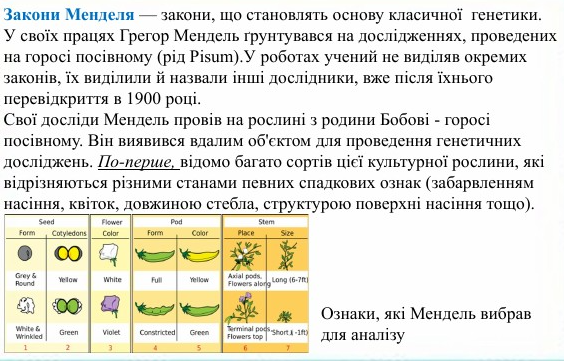 Закони Менделя — закони, що становлять основу класичної генетики.
У своїх працях Грегор Мендель ґрунтувався на дослідженнях, проведених
на горосі посівному (рід Pisum).У роботах учений не виділяв окремих
законів, їх виділили й назвали інші дослідники, вже після їхнього
перевідкриття в 1900 році.
Свої досліди Мендель провів на рослині з родини Бобові - горосі
посівному. Він виявився вдалим об'єктом для проведення генетичних
досліджень. По-перше, відомо багато сортів цієї культурної рослини, які
відрізняються різними станами певних спадкових ознак (забарвленням
насіння, квіток, довжиною стебла, структурою поверхні насіння тощо).
Seed Flower Pod Stem
Form Cotyledons Color Form Color Place Size
Grey & Round Yellow White Full Yellow Axial pods, Flowers along Long (6-7ft)
White & Wrinkled Green Violet Constricted Green Terminal pods Flowers top Short -1ft)
1 2 3 4 5 6 7
Ознаки, які Мендель вибрав
для аналізу